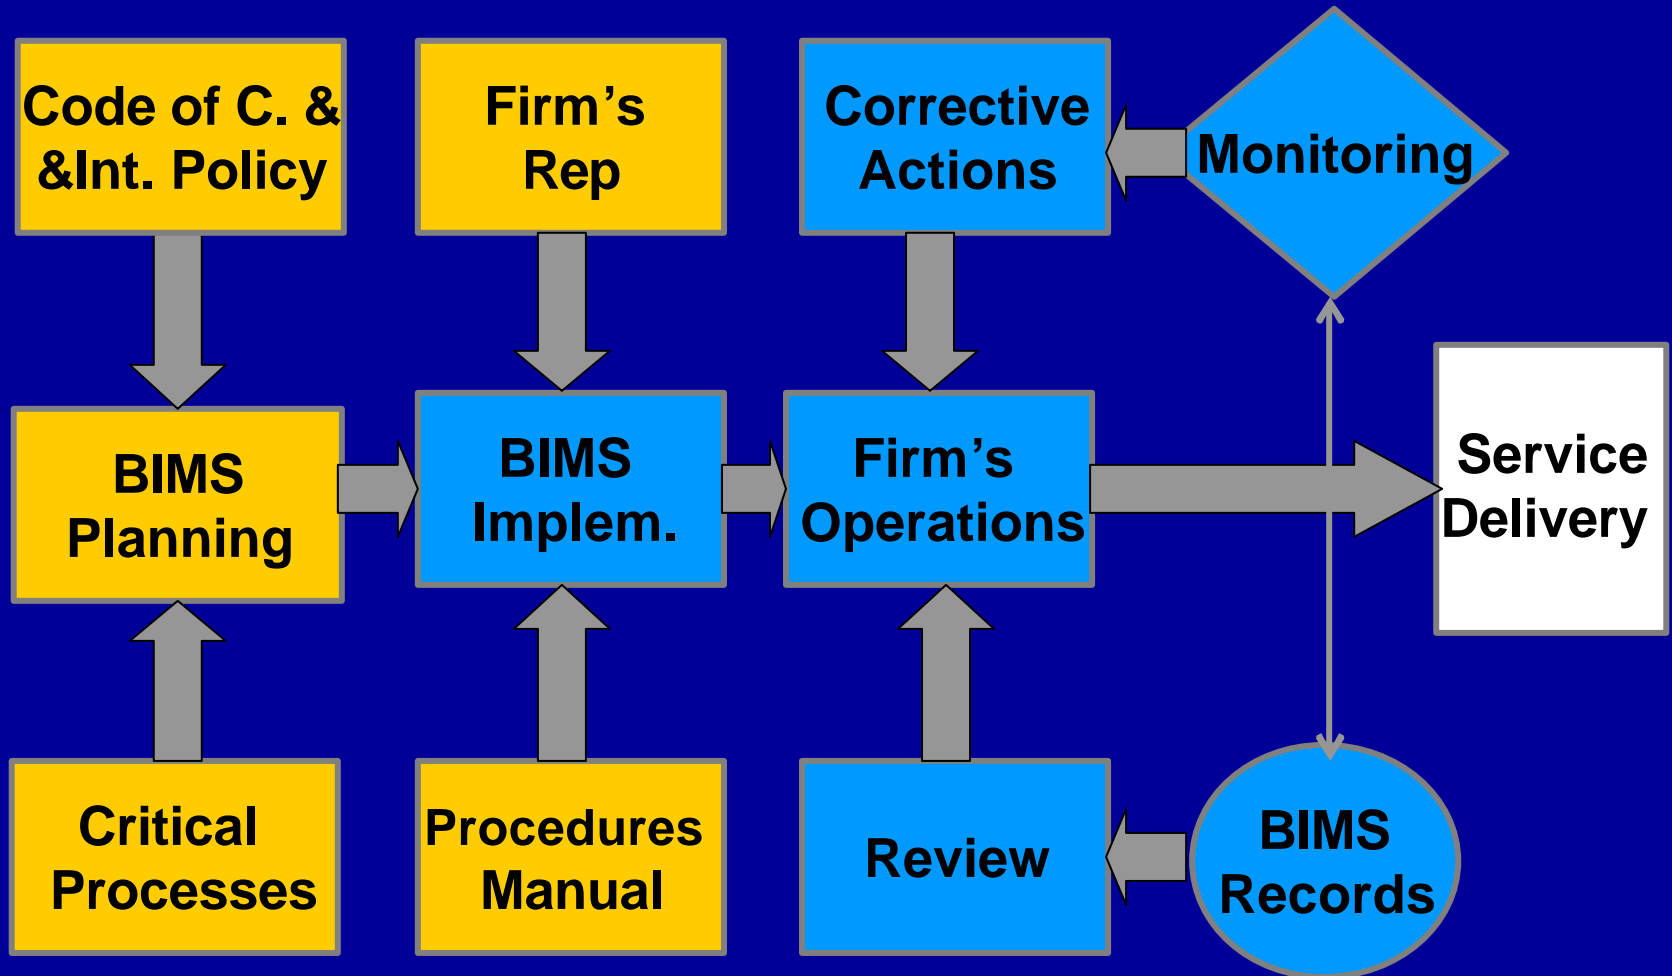 Code of C. &
&Int. Policy
Firm’s
Rep
Corrective
Actions
Monitoring
BIMS
Planning
BIMS
Implem.
Firm’s
Operations
Service
Delivery
Critical
Processes
Procedures
Manual
Review
BIMS
Records